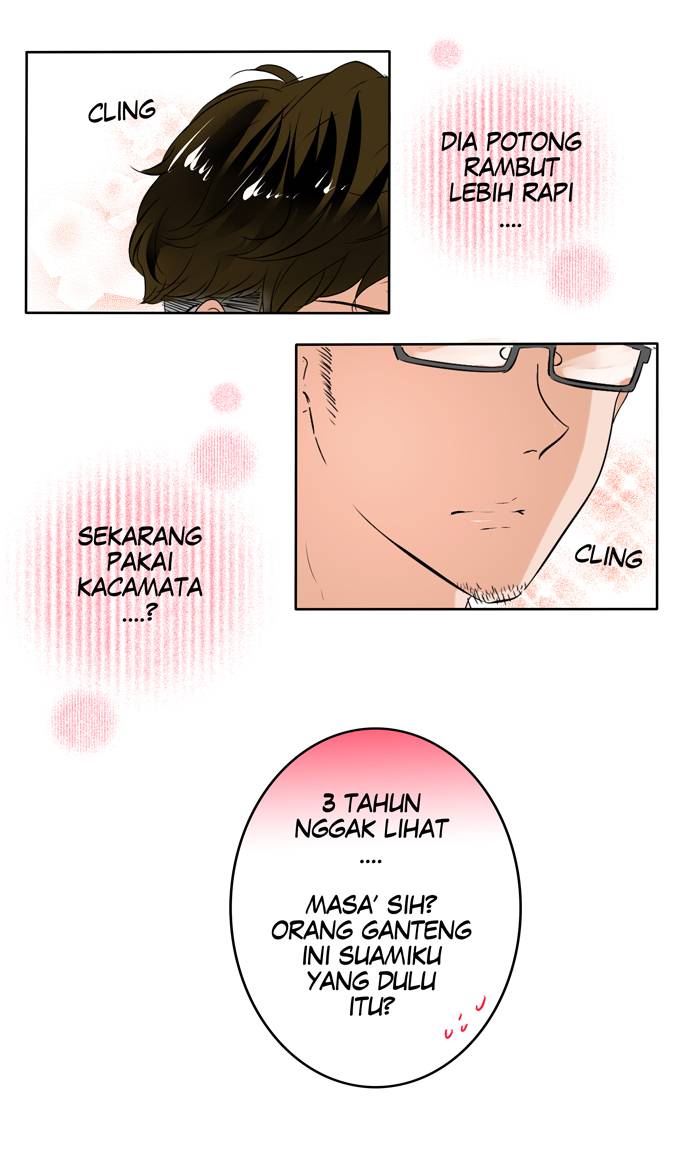 CLING
DIA POTONG
RAMBUT
LEBIH RAPI
....
SEKARANG
PAKAI
KACAMATA
....?
CLING
3 TAHUN
NGGAK LIHAT
....
MASA' SIH?
ORANG GANTENG
INI SUAMIKU
YANG DULU
ITU?